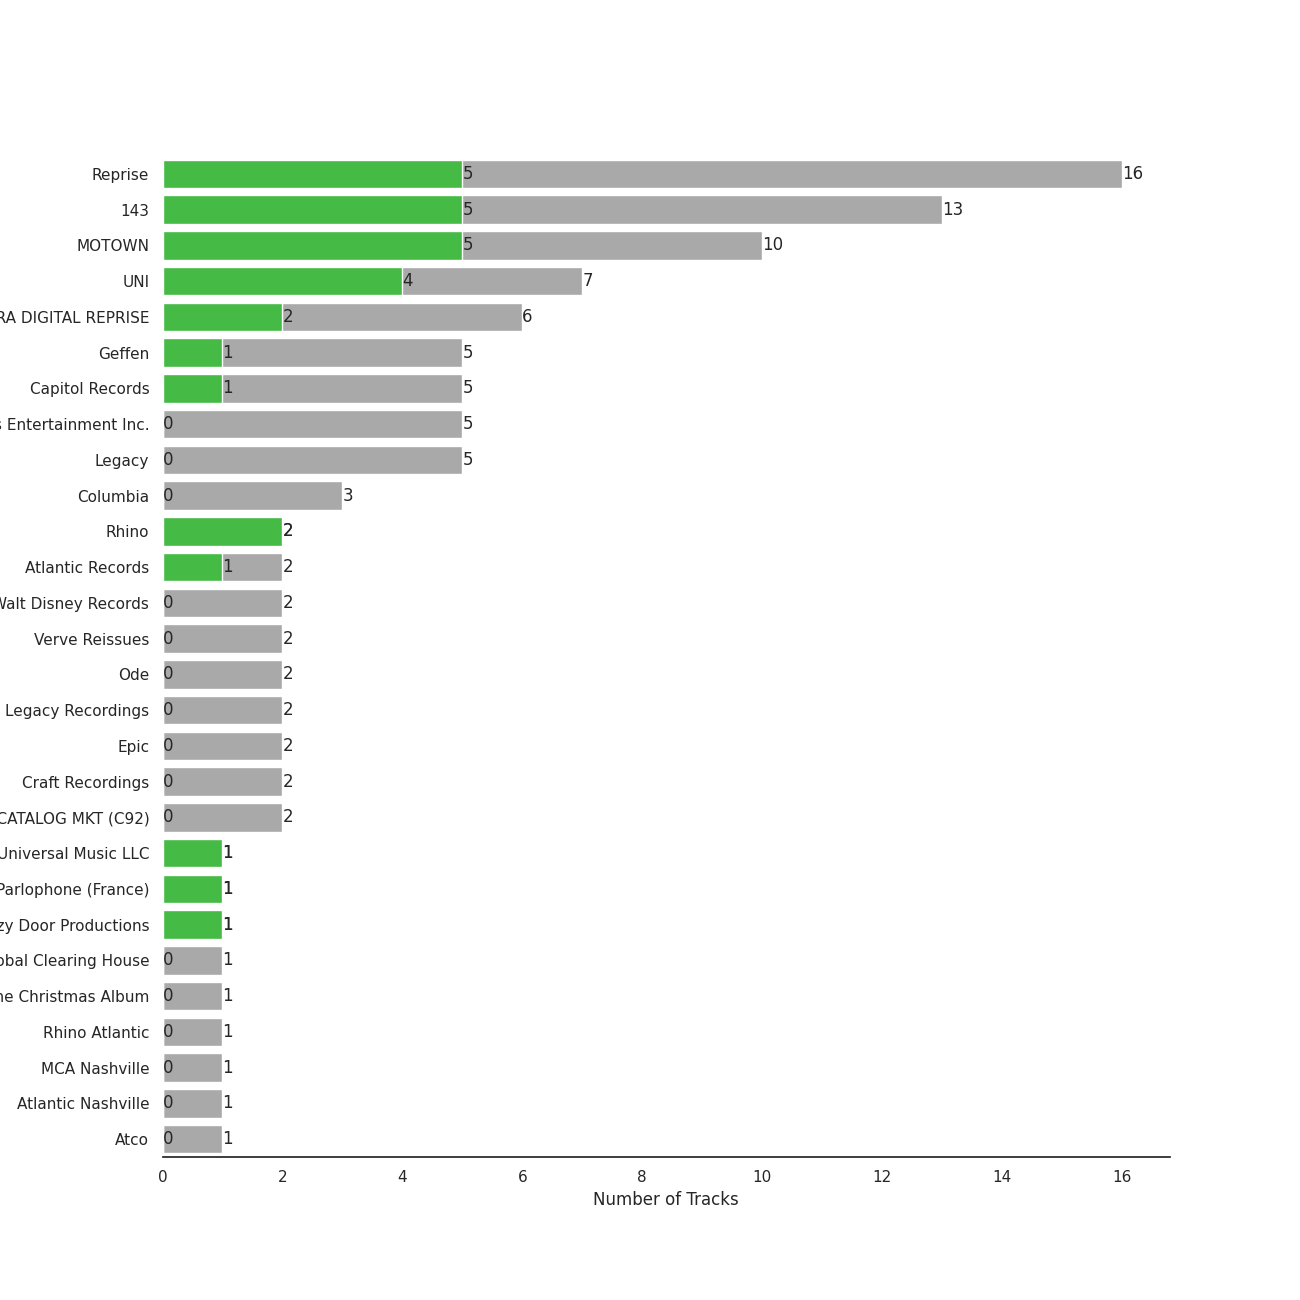 Reprise 5 16
143 5 13
MOTOWN 5 10
UNI 4 7
RA DIGITAL REPRISE 2 6
Geffen 1 5
Capitol Records 1 5
s Entertainment Inc. 0 5
Legacy 0 5
Columbia 0 3
Rhino 2
Atlantic Records 1 2
Walt Disney Records 0 2
Verve Reissues 0 2
Ode 0 2
Legacy Recordings 0 2
Epic 0 2
Craft Recordings 0 2
CATALOG MKT (C92) 0 2
Universal Music LLC 1
Parlophone (France) 1
zy Door Productions 1
obal Clearing House 0 1
ne Christmas Album 0 1
Rhino Atlantic 0 1
MCA Nashville 0 1
Atlantic Nashville 0 1
Atco 0 1
0 2 4 6 8 10 12 14 16
Number of Tracks